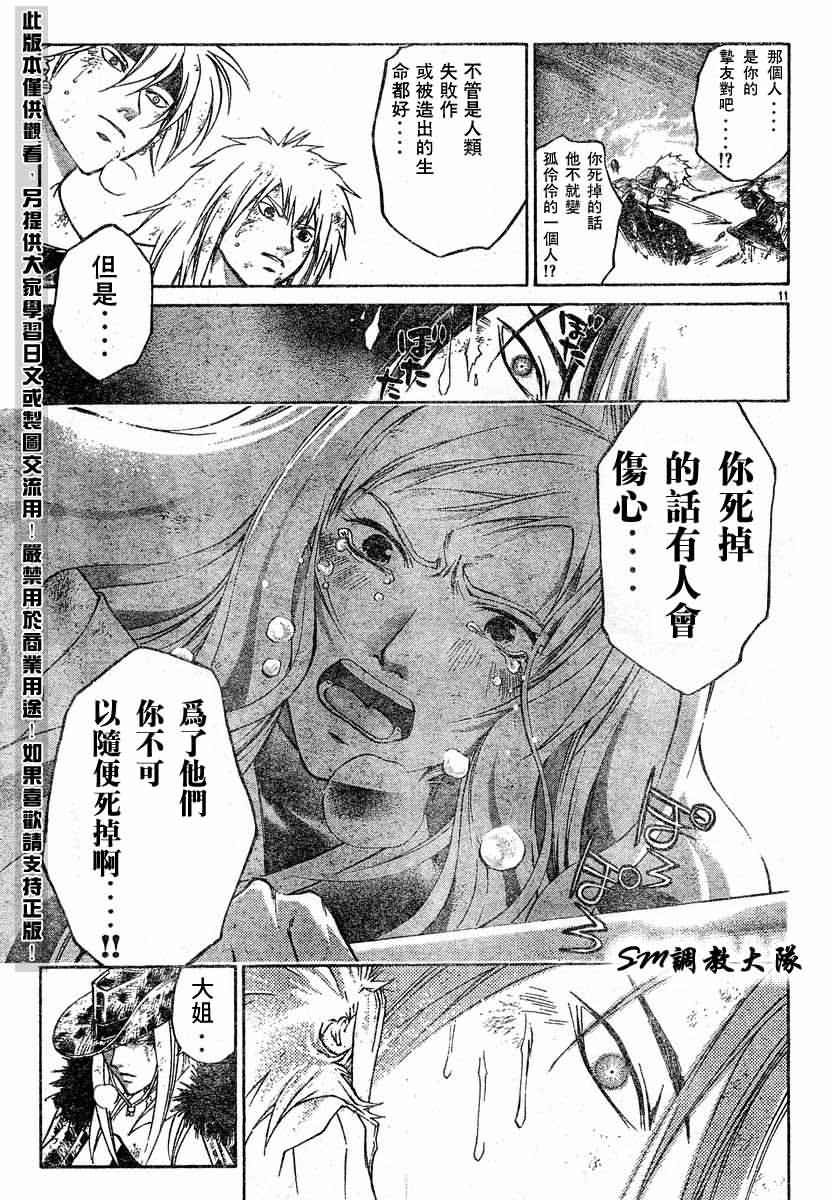 那個人....
是你的
摯友對吧...!?
你死掉的話
他不就變
孤伶伶的一個人!?
不管是人類
失敗作
或被造出的生
命都好...
但是....
11
ぼた
ぼた
你死掉
的話有人會
傷心....
爲了他們
你不可
以隨便死掉啊....!!
SM調教大隊
大姐..
此版本僅供觀看、另提供大家學習日文或製圖交流用!嚴禁用於商業用途!如果喜歡請支持正版!